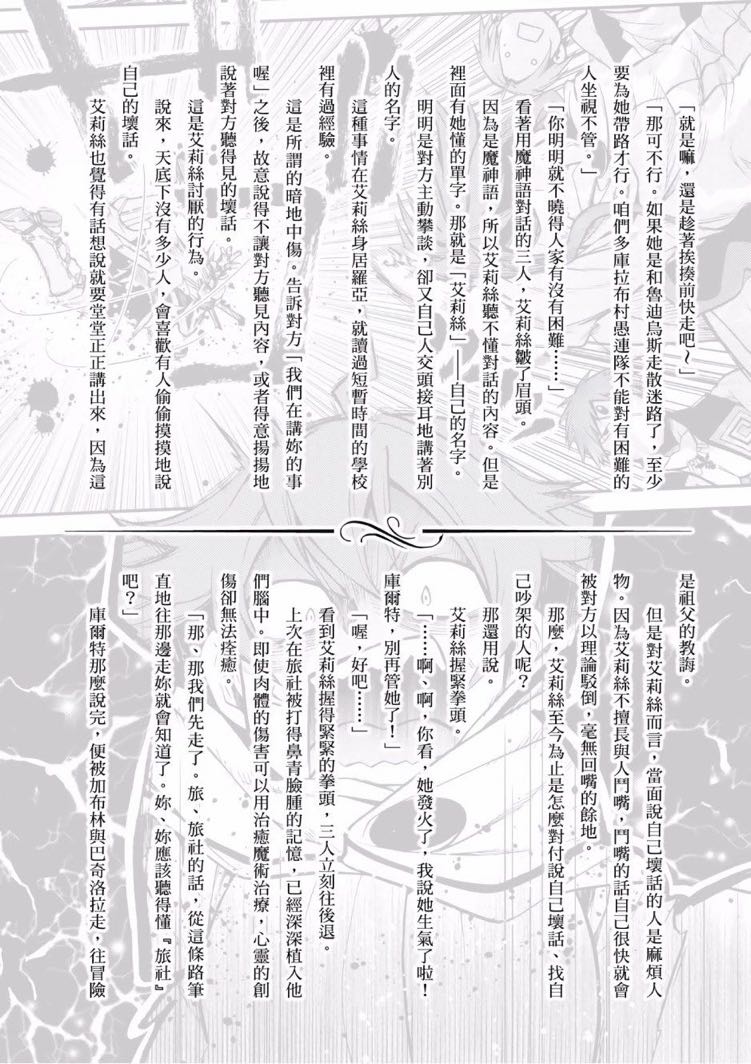 「就是嘛，還是趁著挨揍前快走吧～」
「那可不行。如果她是和魯迪烏斯走散迷路了，至少
要為她帶路才行。咱們多庫拉布村愚連隊不能對有困難的
人坐視不管。」
「你明明就不曉得人家有沒有困難……」
看著用魔神語對話的三人，艾莉絲皺了眉頭。
因為是魔神語，所以艾莉絲聽不懂對話的內容。但是
裡面有她懂的單字。那就是「艾莉絲」——自己的名字。
明明是對方主動攀談，卻又自己人交頭接耳地講著別
人的名字。
這種事情在艾莉絲身居羅亞，就讀過短暫時間的學校
裡有過經驗。
這是所謂的暗地中傷。告訴對方「我們在講妳的事
喔」之後，故意說得不讓對方聽見內容，或者得意揚揚地
說著對方聽得見的壞話。
這是艾莉絲討厭的行為。
說來，天底下沒有多少人，會喜歡有人偷偷摸摸地說
自己的壞話。
艾莉絲也覺得有話想說就要堂堂正正講出來，因為這
是祖父的教誨。
但是對艾莉絲而言，當面說自己壞話的人是麻煩人
物。因為艾莉絲不擅長與人鬥嘴，鬥嘴的話自己很快就會
被對方以理論駁倒，毫無回嘴的餘地。
那麼，艾莉絲至今為止是怎麼對付說自己壞話、找自
己吵架的人呢？
那還用說。
艾莉絲握緊拳頭。
「……啊、啊，你看，她發火了，我說她生氣了啦！
庫爾特，別再管她了！」
「喔，好吧……」
看到艾莉絲握得緊緊的拳頭，三人立刻往後退。
上次在旅社被打得鼻青臉腫的記憶，已經深深植入他
們腦中。即使肉體的傷害可以用治癒魔術治療，心靈的創
傷卻無法痊癒。
「那、那我們先走了。旅、旅社的話，從這條路筆
直地往那邊走妳就會知道了。妳、妳應該聽得懂『旅社』
吧？」
庫爾特那麼說完，便被加布林與巴奇洛拉走，往冒險